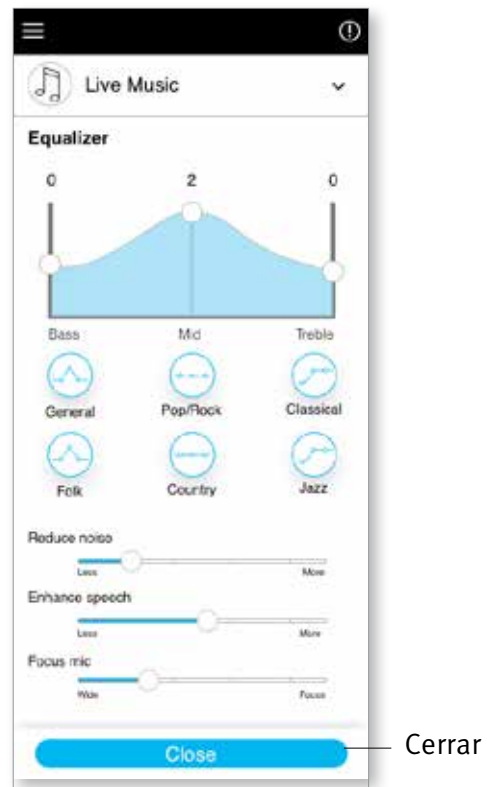 Live Music
Equalizer
0 2 0
Bass Mid Treble
General Pop/Rock Classical
Folk Country Jazz
Reduce noise
Less More
Enhance speech
Less More
Focus mic
Wide Focus
Close
Cerrar